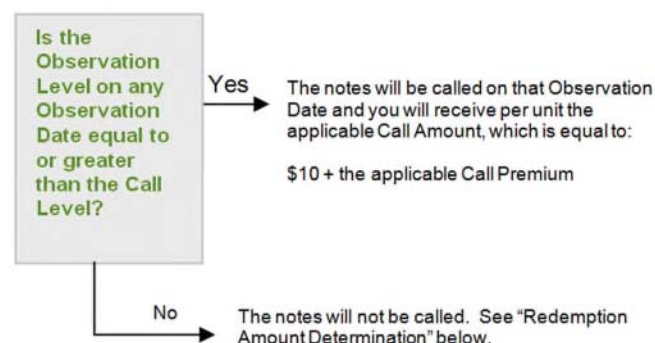 Is the
Observation
Level on any
Observation
Date equal to
or greater
than the Call
Level?
Yes
The notes will be called on that Observation
Date and you will receive per unit the
applicable Call Amount, which is equal to:
$10 + the applicable Call Premium
No
The notes will not be called. See “Redemption
Amount Determination” below.